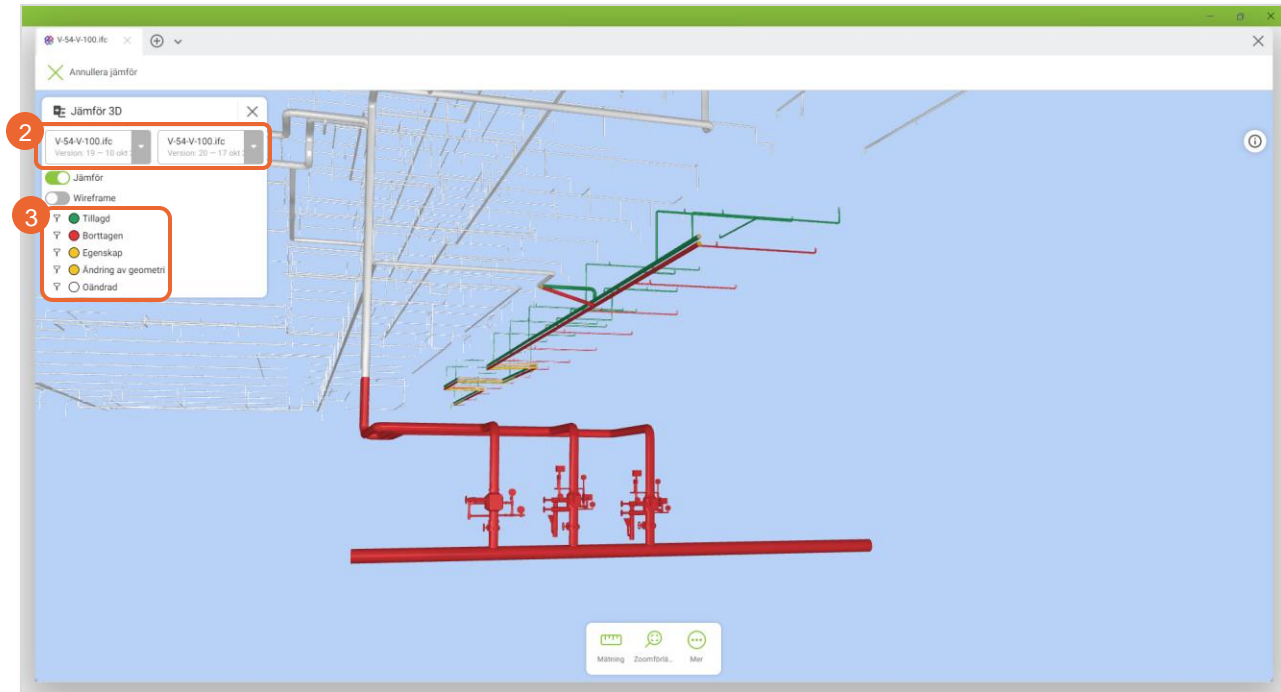 V-54-V-100.ifc
Annullera jämför
Jämför 3D
2
V-54-V-100.ifc
Version: 19 — 10 okt
V-54-V-100.ifc
Version: 20 — 17 okt
Jämför
Wireframe
3
Tillagd
Borttagen
Egenskap
Ändring av geometri
Oändrad
Mätning
Zoomförlä...
Mer